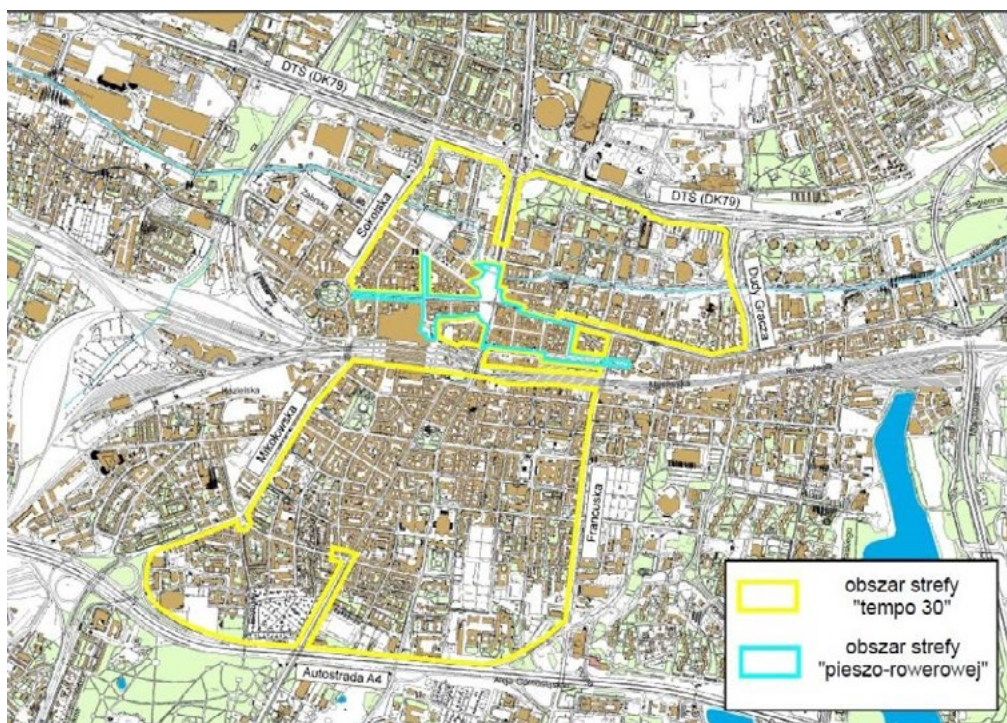 DTŚ (DK79)
Sokolska
DTŚ (DK79)
Dudy Gracza
Mikołowska
Francuska
Autostrada A4
obszar strefy
"tempo 30"
obszar strefy
"pieszo-rowerowej"